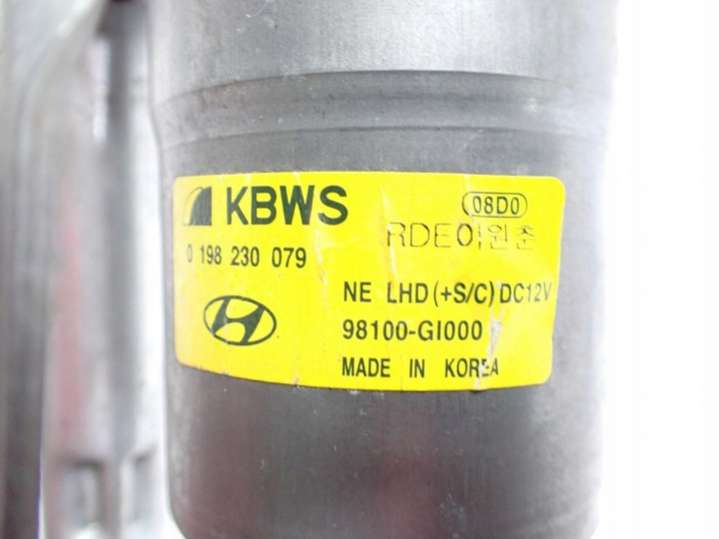 KBWS
08D0
RDE이원춘
0 198 230 079
NE LHD (+S/C) DC12V
98100-GI000
MADE IN KOREA